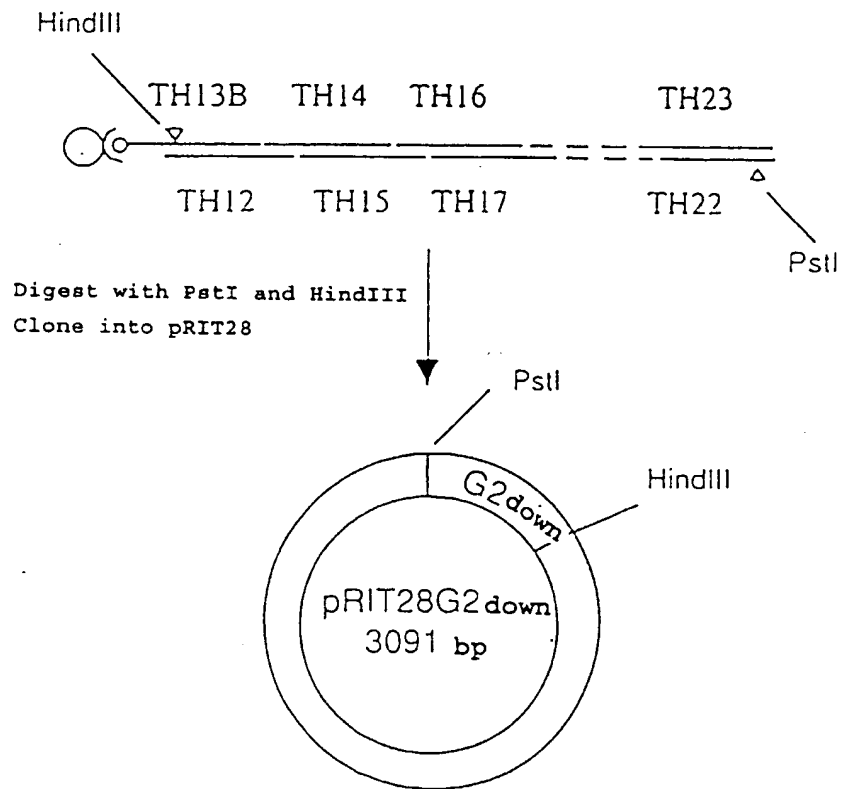 HindIII
TH13B TH14 TH16 TH23
TH12 TH15 TH17 TH22
PstI
Digest with PstI and HindIII
Clone into pRIT28
PstI
HindIII
G2down
pRIT28G2down
3091 bp